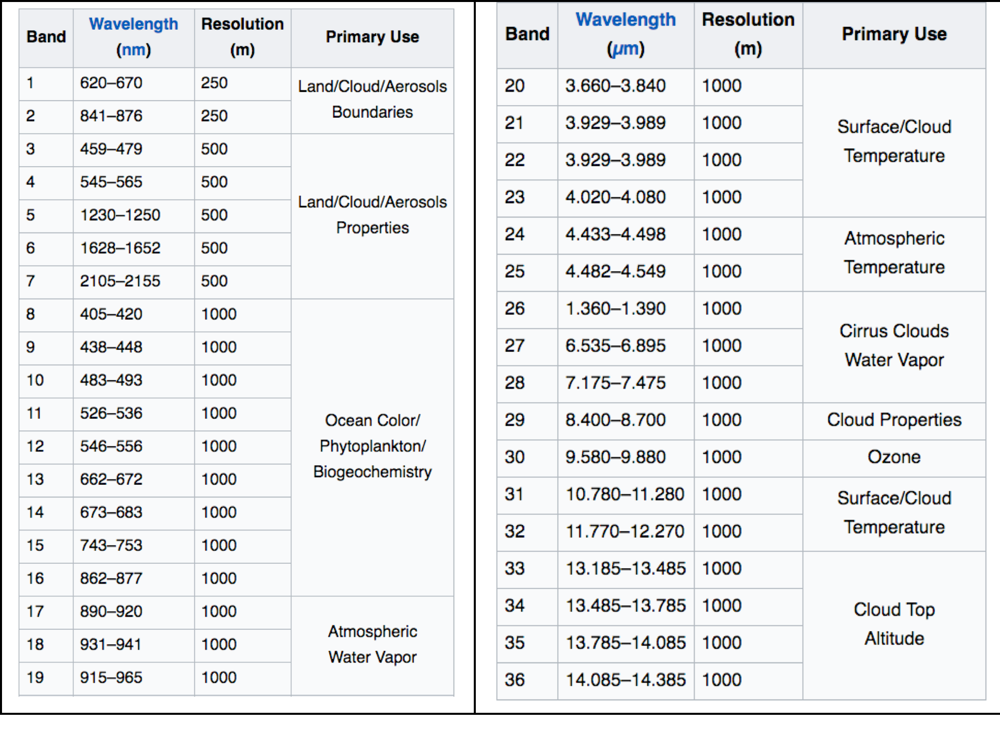 Band Wavelength (nm) Resolution (m) Primary Use
1 620–670 250 Land/Cloud/Aerosols Boundaries
2 841–876 250
3 459–479 500 Land/Cloud/Aerosols Properties
4 545–565 500
5 1230–1250 500
6 1628–1652 500
7 2105–2155 500
8 405–420 1000 Ocean Color/ Phytoplankton/ Biogeochemistry
9 438–448 1000
10 483–493 1000
11 526–536 1000
12 546–556 1000
13 662–672 1000
14 673–683 1000
15 743–753 1000
16 862–877 1000
17 890–920 1000 Atmospheric Water Vapor
18 931–941 1000
19 915–965 1000
Band Wavelength (μm) Resolution (m) Primary Use
20 3.660–3.840 1000 Surface/Cloud Temperature
21 3.929–3.989 1000
22 3.929–3.989 1000
23 4.020–4.080 1000
24 4.433–4.498 1000 Atmospheric Temperature
25 4.482–4.549 1000
26 1.360–1.390 1000 Cirrus Clouds Water Vapor
27 6.535–6.895 1000
28 7.175–7.475 1000
29 8.400–8.700 1000 Cloud Properties
30 9.580–9.880 1000 Ozone
31 10.780–11.280 1000 Surface/Cloud Temperature
32 11.770–12.270 1000
33 13.185–13.485 1000 Cloud Top Altitude
34 13.485–13.785 1000
35 13.785–14.085 1000
36 14.085–14.385 1000